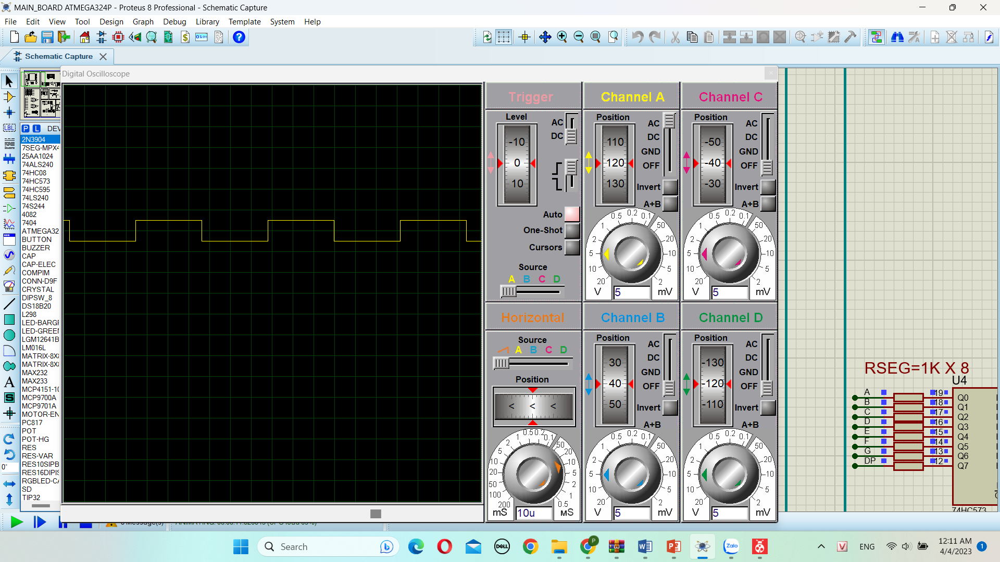 MAIN_BOARD ATMEGA324P - Proteus 8 Professional - Schematic Capture
File Edit View Tool Design Graph Debug Library Template System Help
Schematic Capture
Digital Oscilloscope
P L DEV
2N3904
7SEG-MPX4
25AA1024
74ALS240
74HC08
74HC573
74HC595
74LS240
74S244
4082
7404
ATMEGA32
BUTTON
BUZZER
CAP
CAP-ELEC
COMPIM
CONN-D9F
CRYSTAL
DIPSW_8
DS18B20
L298
LED-BARGI
LED-GREEN
LGM12641B
LM016L
MATRIX-8X
MATRIX-8X
MAX232
MAX233
MCP4151-10
MCP9700A
MCP9701A
MOTOR-EN
PC817
POT
POT-HG
RES
RES-VAR
RES10SIPB
RES16DIPIS
RGBLED-CA
SD
TIP32
LBL
A
S
0°
Trigger
Level
-10
0
10
AC
DC
Auto
One-Shot
Cursors
Source
A B C D
Channel A
Position
110
120
130
AC
DC
GND
OFF
Invert
A+B
0.5 0.2 0.1
1 50
2
5 10
10 5
20 2
V 5 mV
Channel C
Position
-50
-40
-30
AC
DC
GND
OFF
Invert
A+B
0.5 0.2 0.1
1 50
2
5 10
10 5
20 2
V 5 mV
Horizontal
Source
A B C D
Position
< < <
1 0.5 0.2 0.1
2 50
5 20
10 10
20 5
50 2
100 1
200 0.5
mS 10u мS
Channel B
Position
30
40
50
AC
DC
GND
OFF
Invert
A+B
0.5 0.2 0.1
1 50
2
5 10
10 5
20 2
V 5 mV
Channel D
Position
-130
-120
-110
AC
DC
GND
OFF
Invert
A+B
0.5 0.2 0.1
1 50
2
5 10
10 5
20 2
V 5 mV
RSEG=1K X 8
U4
A 19 Q0
B 18 Q1
C 17 Q2
D 16 Q3
E 15 Q4
F 14 Q5
G 13 Q6
DP 12 Q7
74HC573
Search
DELL
P
Zalo
V
ENG
12:11 AM
4/4/2023
1